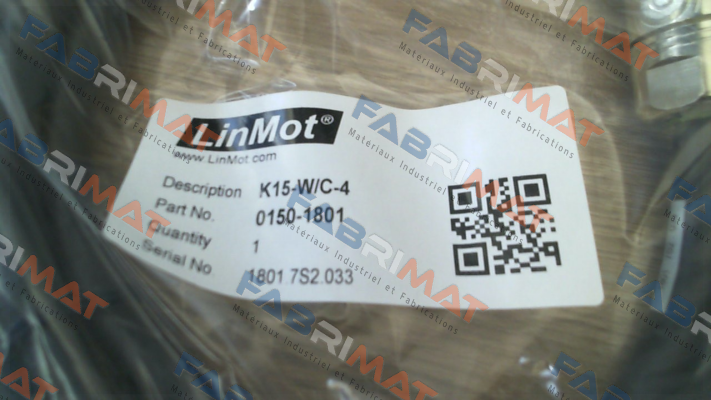 LinMot®
www.LinMot.com
Description K15-W/C-4
Part No. 0150-1801
Quantity 1
Serial No 1801.7S2.033
FABRIMAT
Materiaux Industriel et Fabrications